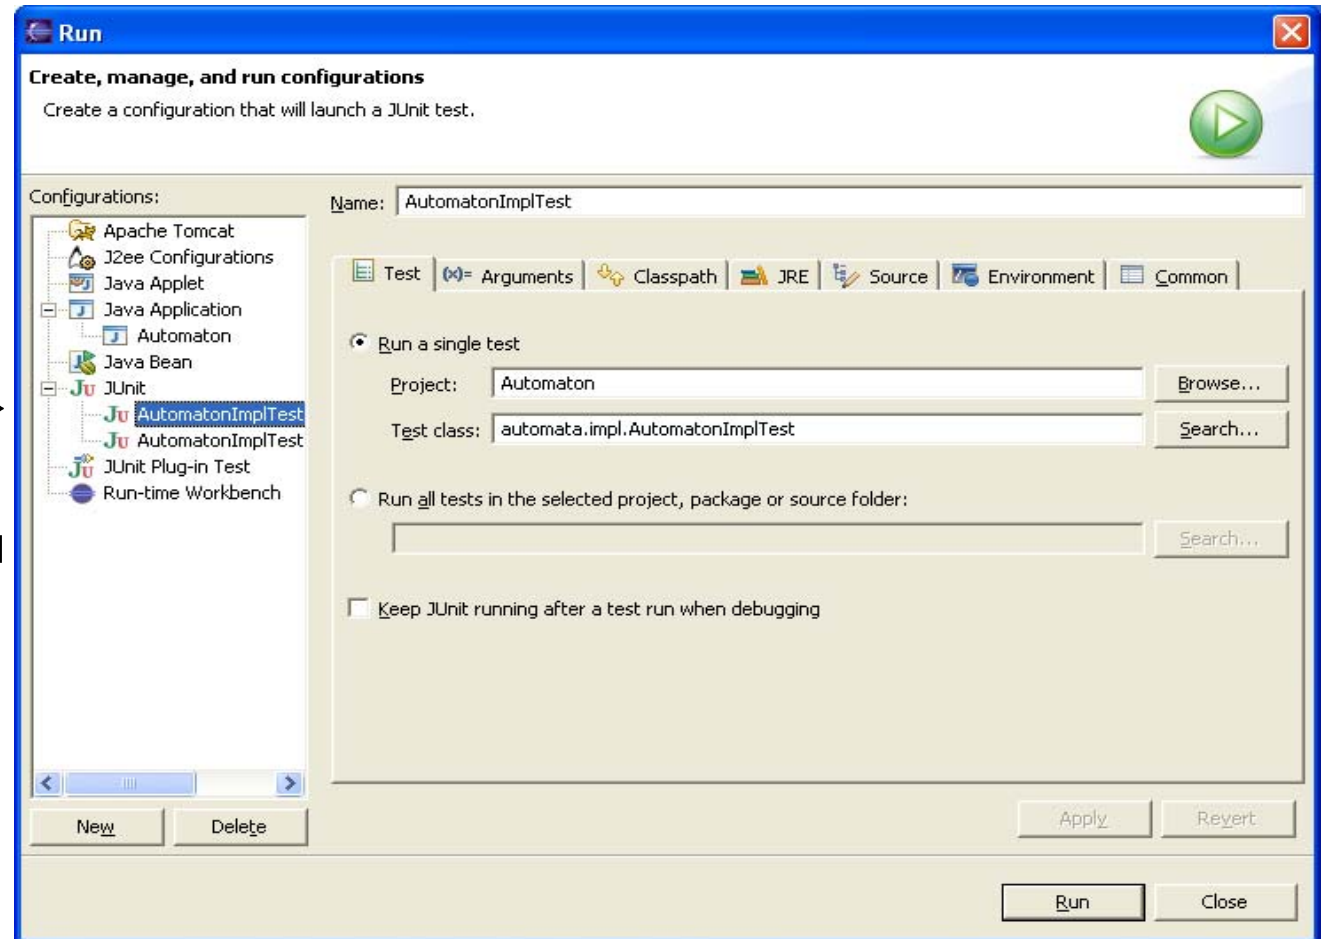 Run
Create, manage, and run configurations
Create a configuration that will launch a JUnit test.
Configurations:
Apache Tomcat
J2ee Configurations
Java Applet
Java Application
Automaton
Java Bean
JUnit
AutomatonImplTest
AutomatonImplTest
JUnit Plug-in Test
Run-time Workbench
New Delete
Name: AutomatonImplTest
Test (x)= Arguments Classpath JRE Source Environment Common
Run a single test
Project: Automaton Browse...
Test class: automata.impl.AutomatonImplTest Search...
Run all tests in the selected project, package or source folder:
Search...
Keep JUnit running after a test run when debugging
Apply Revert
Run Close